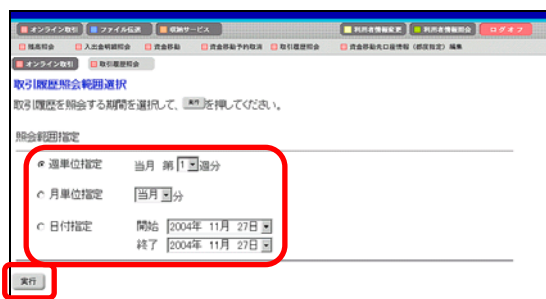 オンライン取引 ファイル伝送 収納サービス 利用者情報変更 利用者情報照会 ログオフ
残高照会 入出金明細照会 資金移動 資金移動予約取消 取引履歴照会 資金移動先口座情報（都度指定）編集
オンライン取引 取引履歴照会
取引履歴照会範囲選択
取引履歴を照会する期間を選択して、実行を押してください。
照会範囲指定
週単位指定 当月 第 1 週分
月単位指定 当月 分
日付指定 開始 2004年 11月 27日
終了 2004年 11月 27日
実行